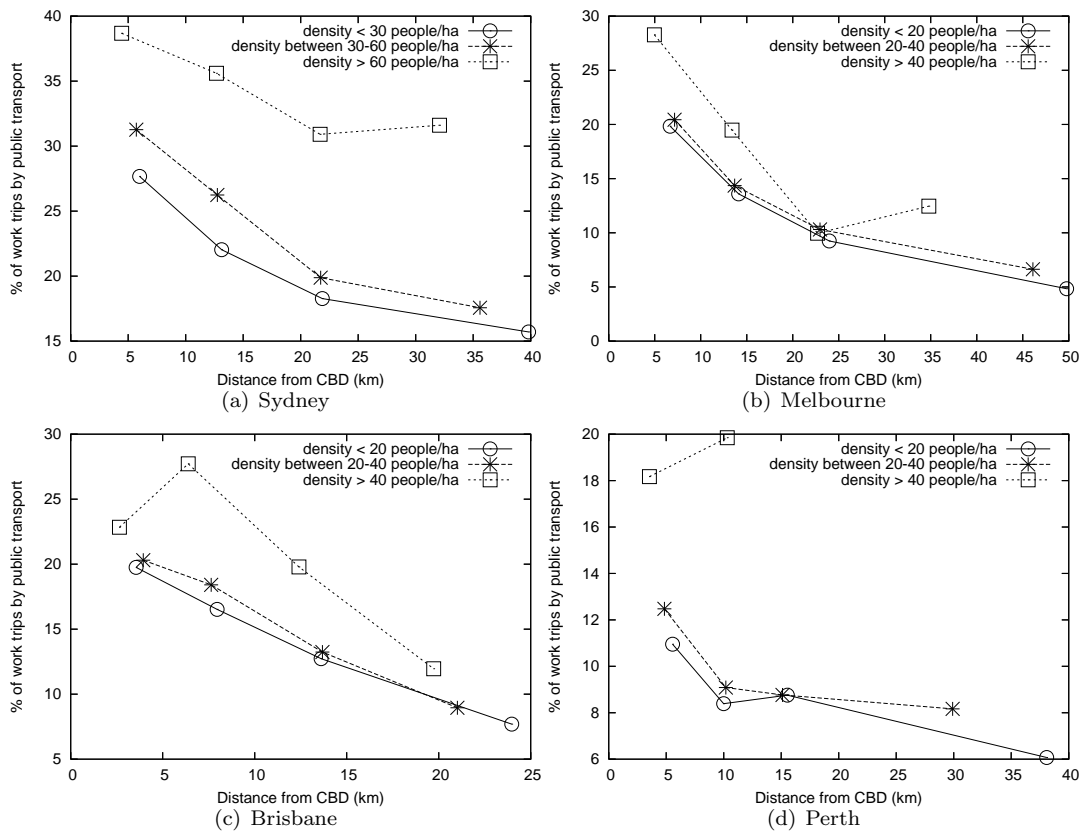 40
35
30
25
20
15
0 5 10 15 20 25 30 35 40
% of work trips by public transport
Distance from CBD (km)
density < 30 people/ha
density between 30-60 people/ha
density > 60 people/ha
(a) Sydney
30
25
20
15
10
5
0
0 5 10 15 20 25 30 35 40 45 50
% of work trips by public transport
Distance from CBD (km)
density < 20 people/ha
density between 20-40 people/ha
density > 40 people/ha
(b) Melbourne
30
25
20
15
10
5
0 5 10 15 20 25
% of work trips by public transport
Distance from CBD (km)
density < 20 people/ha
density between 20-40 people/ha
density > 40 people/ha
(c) Brisbane
20
18
16
14
12
10
8
6
0 5 10 15 20 25 30 35 40
% of work trips by public transport
Distance from CBD (km)
density < 20 people/ha
density between 20-40 people/ha
density > 40 people/ha
(d) Perth